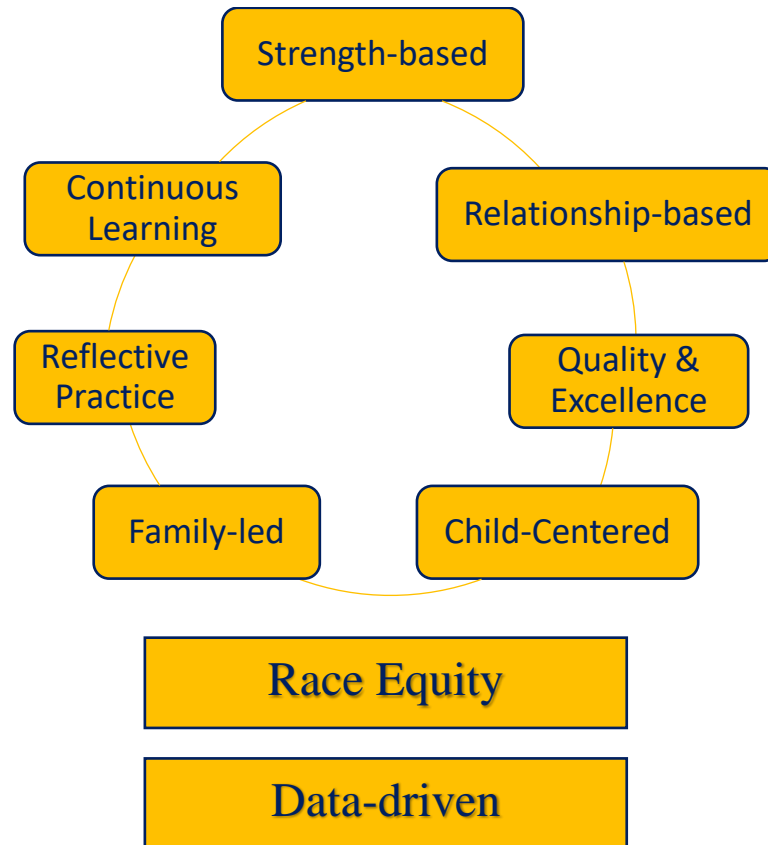 Strength-based
Continuous
Learning
Relationship-based
Reflective
Practice
Quality &
Excellence
Family-led
Child-Centered
Race Equity
Data-driven